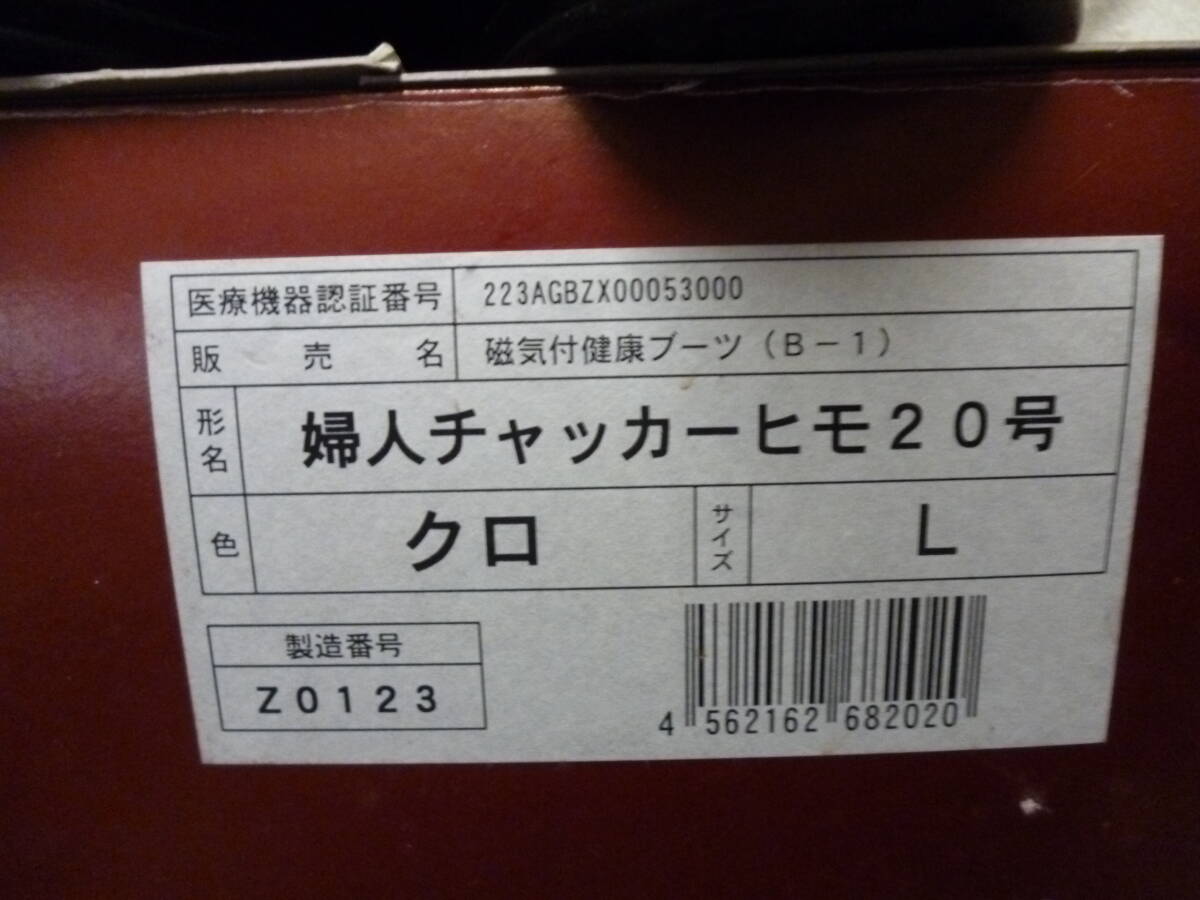 医療機器認証番号 223AGBZX00053000
販売名 磁気付健康ブーツ（B－1）
形名 婦人チャッカーヒモ２０号
色 クロ サイズ L
製造番号
Z0123
4 562162 682020